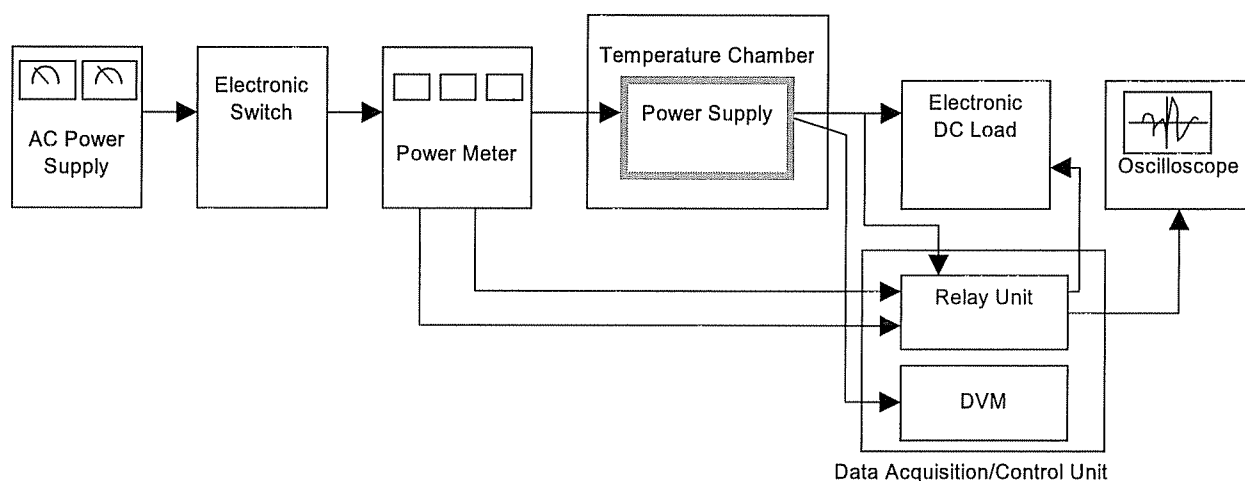 AC Power
Supply
Electronic
Switch
Power Meter
Temperature Chamber
Power Supply
Electronic
DC Load
Oscilloscope
Relay Unit
DVM
Data Acquisition/Control Unit